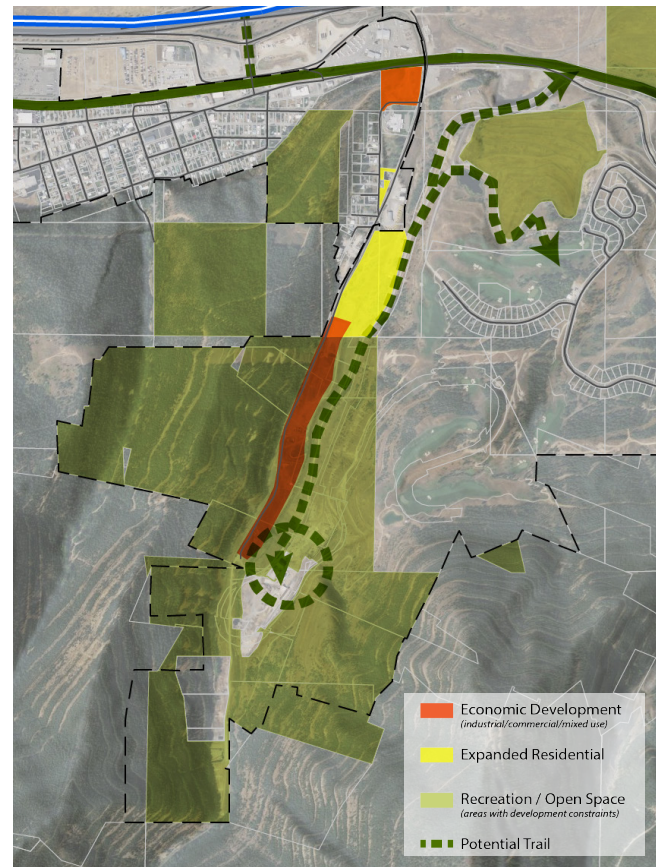 Economic Development
(industrial/commercial/mixed use)
Expanded Residential
Recreation / Open Space
(areas with development constraints)
Potential Trail